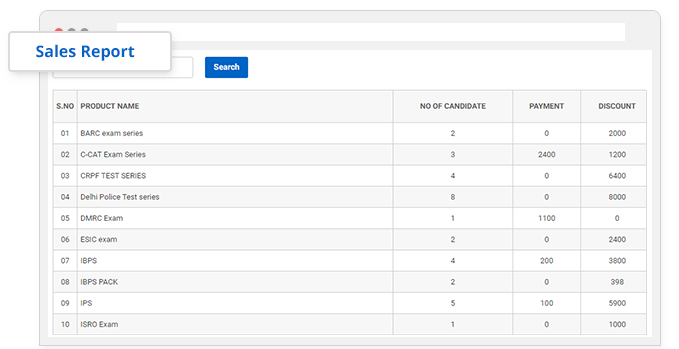 Sales Report
Search
S.NO PRODUCT NAME NO OF CANDIDATE PAYMENT DISCOUNT
01 BARC exam series 2 0 2000
02 C-CAT Exam Series 3 2400 1200
03 CRPF TEST SERIES 4 0 6400
04 Delhi Police Test series 8 0 8000
05 DMRC Exam 1 1100 0
06 ESIC exam 2 0 2400
07 IBPS 4 200 3800
08 IBPS PACK 2 0 398
09 IPS 5 100 5900
10 ISRO Exam 1 0 1000